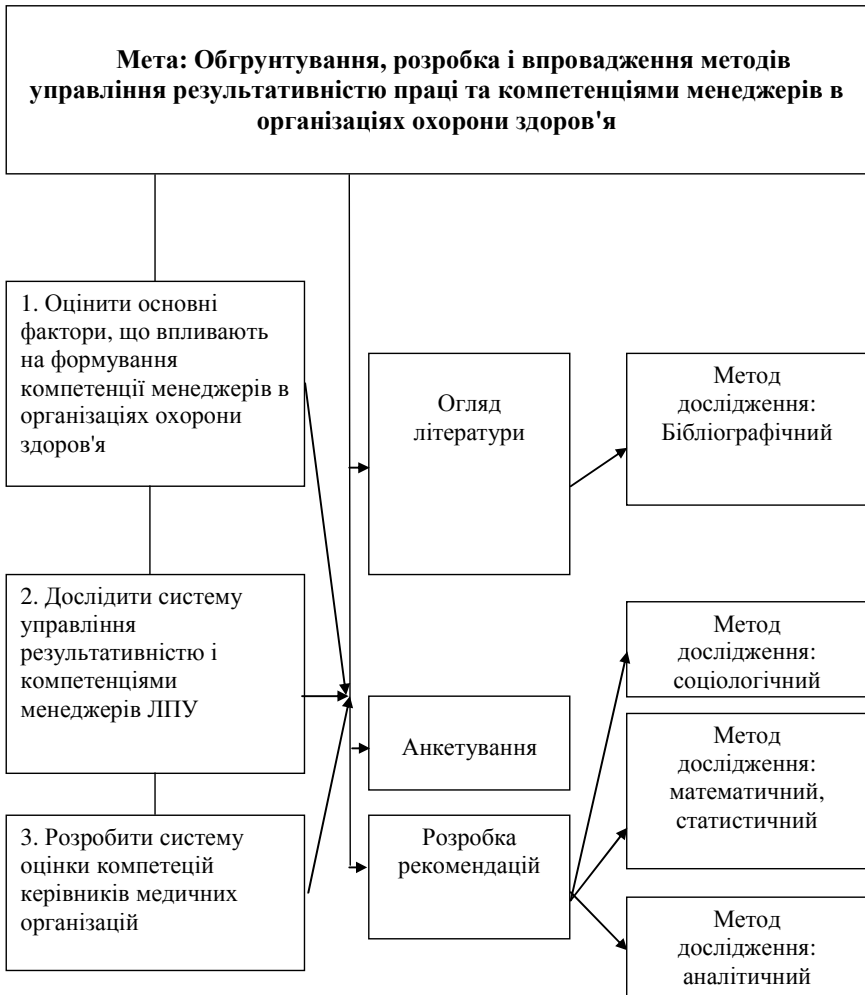 Мета: Обгрунтування, розробка і впровадження методів
управління результативністю праці та компетенціями менеджерів в
організаціях охорони здоров'я
1. Оцінити основні
фактори, що впливають
на формування
компетенції менеджерів в
організаціях охорони
здоров'я
Огляд
літератури
Метод
дослідження:
Бібліографічний
2. Дослідити систему
управління
результативністю і
компетенціями
менеджерів ЛПУ
Метод
дослідження:
соціологічний
Анкетування
Метод
дослідження:
математичний,
статистичний
3. Розробити систему
оцінки компетецій
керівників медичних
організацій
Розробка
рекомендацій
Метод
дослідження:
аналітичний